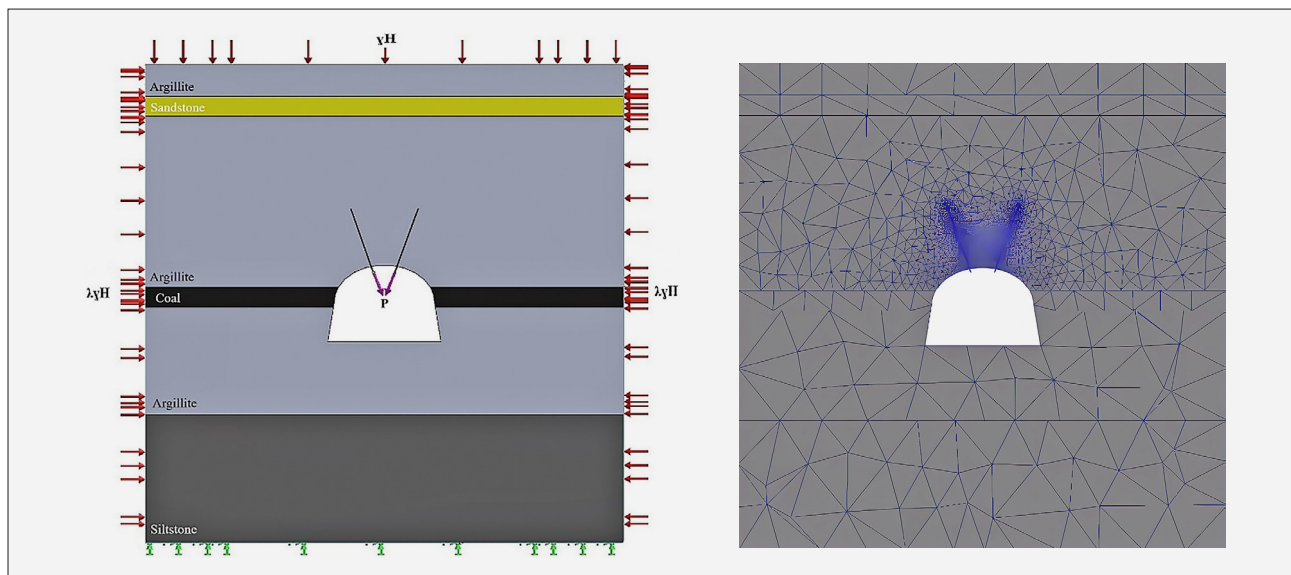 γH
Argillite
Sandstone
Argillite
λγH
Coal
P
λγH
Argillite
Siltstone